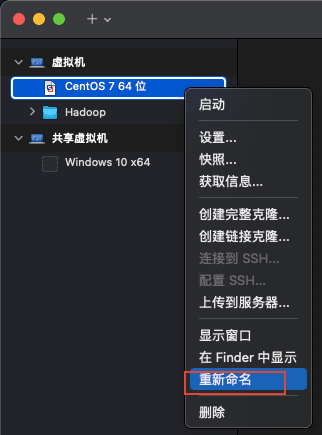 虚拟机
CentOS 7 64 位
Hadoop
共享虚拟机
Windows 10 x64
启动
设置...
快照...
获取信息...
创建完整克隆...
创建链接克隆...
连接到 SSH...
配置 SSH...
上传到服务器...
显示窗口
在 Finder 中显示
重新命名
删除